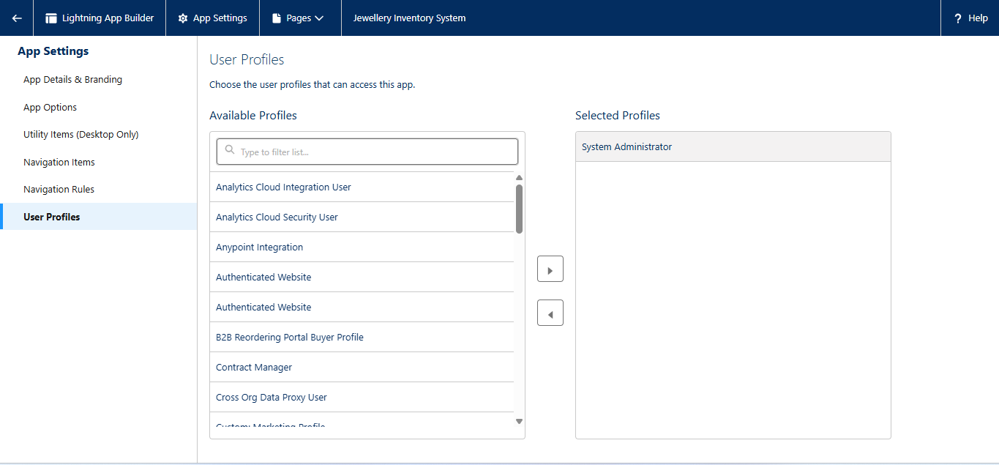 Lightning App Builder
App Settings
Pages
Jewellery Inventory System
? Help
App Settings
App Details & Branding
App Options
Utility Items (Desktop Only)
Navigation Items
Navigation Rules
User Profiles
User Profiles
Choose the user profiles that can access this app.
Available Profiles
Type to filter list...
Analytics Cloud Integration User
Analytics Cloud Security User
Anypoint Integration
Authenticated Website
Authenticated Website
B2B Reordering Portal Buyer Profile
Contract Manager
Cross Org Data Proxy User
Custom: Marketing Profile
Selected Profiles
System Administrator